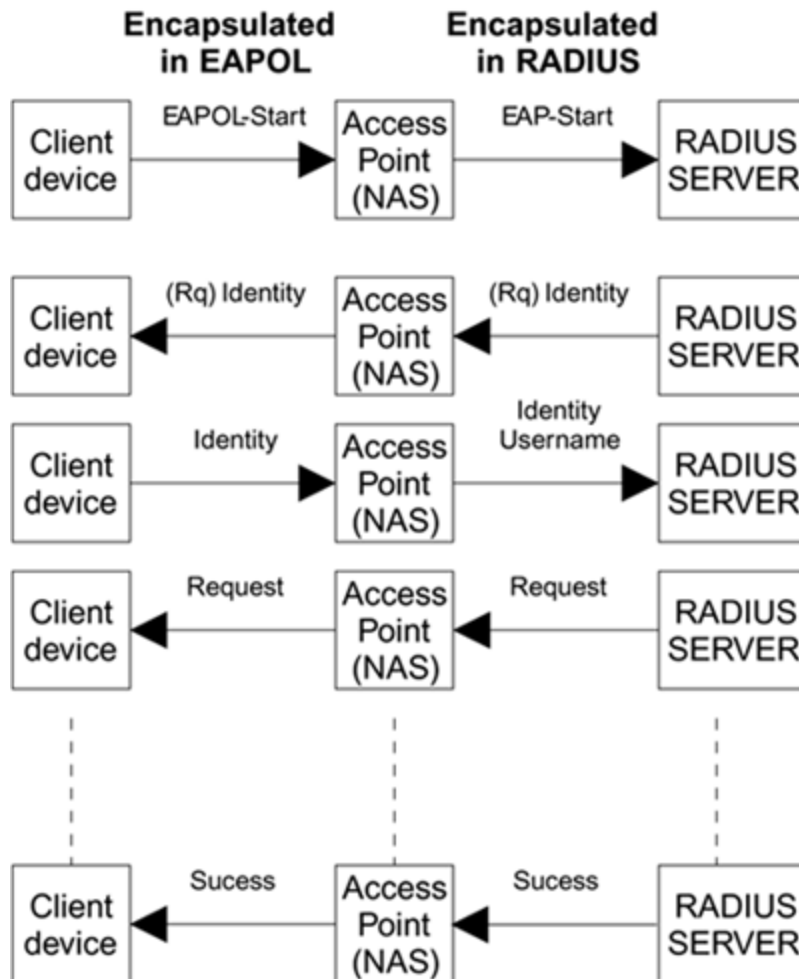 Encapsulated
in EAPOL
Encapsulated
in RADIUS
Client
device
EAPOL-Start
Access
Point
(NAS)
EAP-Start
RADIUS
SERVER
Client
device
(Rq) Identity
Access
Point
(NAS)
(Rq) Identity
RADIUS
SERVER
Client
device
Identity
Access
Point
(NAS)
Identity
Username
RADIUS
SERVER
Client
device
Request
Access
Point
(NAS)
Request
RADIUS
SERVER
Client
device
Sucess
Access
Point
(NAS)
Sucess
RADIUS
SERVER